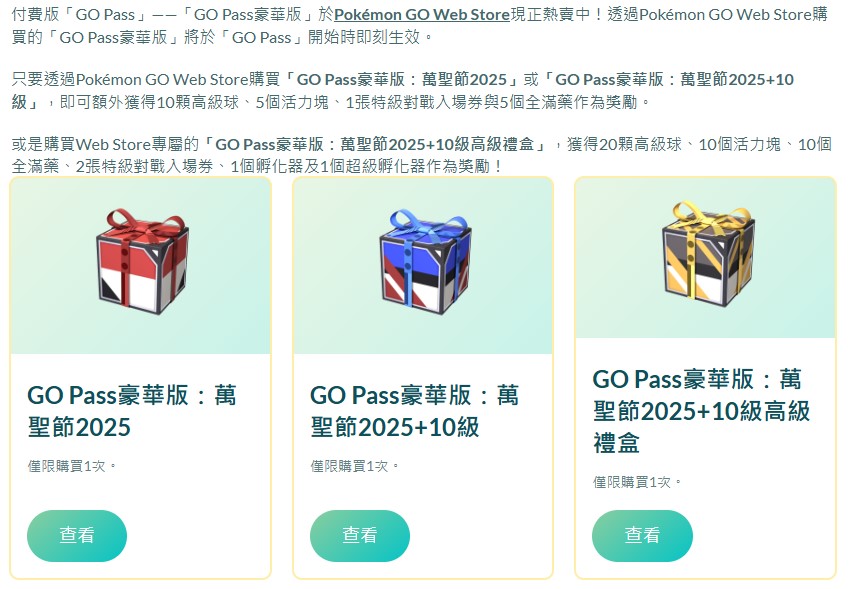 付費版「GO Pass」——「GO Pass豪華版」於Pokémon GO Web Store現正熱賣中！透過Pokémon GO Web Store購
買的「GO Pass豪華版」將於「GO Pass」開始時即刻生效。
只要透過Pokémon GO Web Store購買「GO Pass豪華版：萬聖節2025」或「GO Pass豪華版：萬聖節2025+10
級」，即可額外獲得10顆高級球、5個活力塊、1張特級對戰入場券與5個全滿藥作為獎勵。
或是購買Web Store專屬的「GO Pass豪華版：萬聖節2025+10級高級禮盒」，獲得20顆高級球、10個活力塊、10個
全滿藥、2張特級對戰入場券、1個孵化器及1個超級孵化器作為獎勵！
GO Pass豪華版：萬
聖節2025
僅限購買1次。
查看
GO Pass豪華版：萬
聖節2025+10級
僅限購買1次。
查看
GO Pass豪華版：萬
聖節2025+10級高級
禮盒
僅限購買1次。
查看